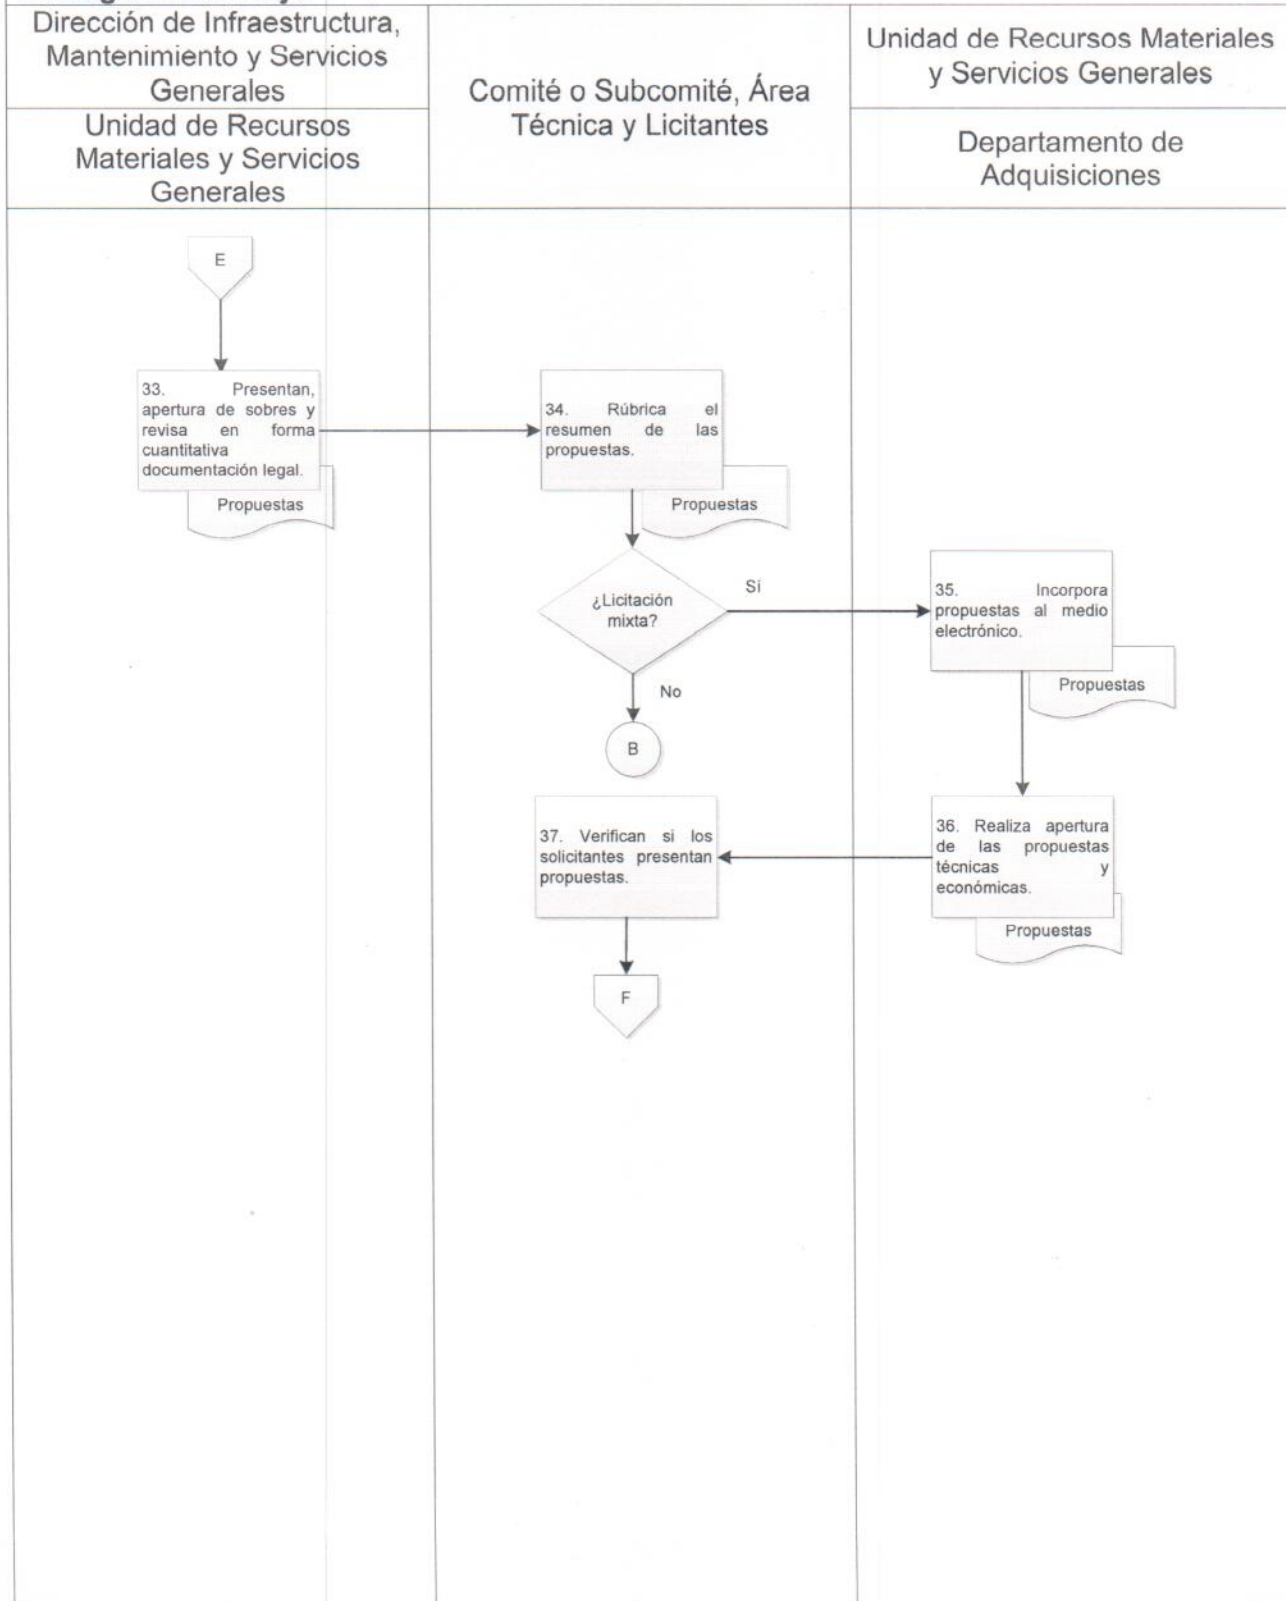 Dirección de Infraestructura,
Mantenimiento y Servicios
Generales
Unidad de Recursos
Materiales y Servicios
Generales
Comité o Subcomité, Área
Técnica y Licitantes
Unidad de Recursos Materiales
y Servicios Generales
Departamento de
Adquisiciones
E
33. Presentan,
apertura de sobres y
revisa en forma
cuantitativa
documentación legal.
Propuestas
34. Rúbrica el
resumen de las
propuestas.
Propuestas
¿Licitación
mixta?
Sí
No
B
35. Incorpora
propuestas al medio
electrónico.
Propuestas
36. Realiza apertura
de las propuestas
técnicas y
económicas.
Propuestas
37. Verifican si los
solicitantes presentan
propuestas.
F